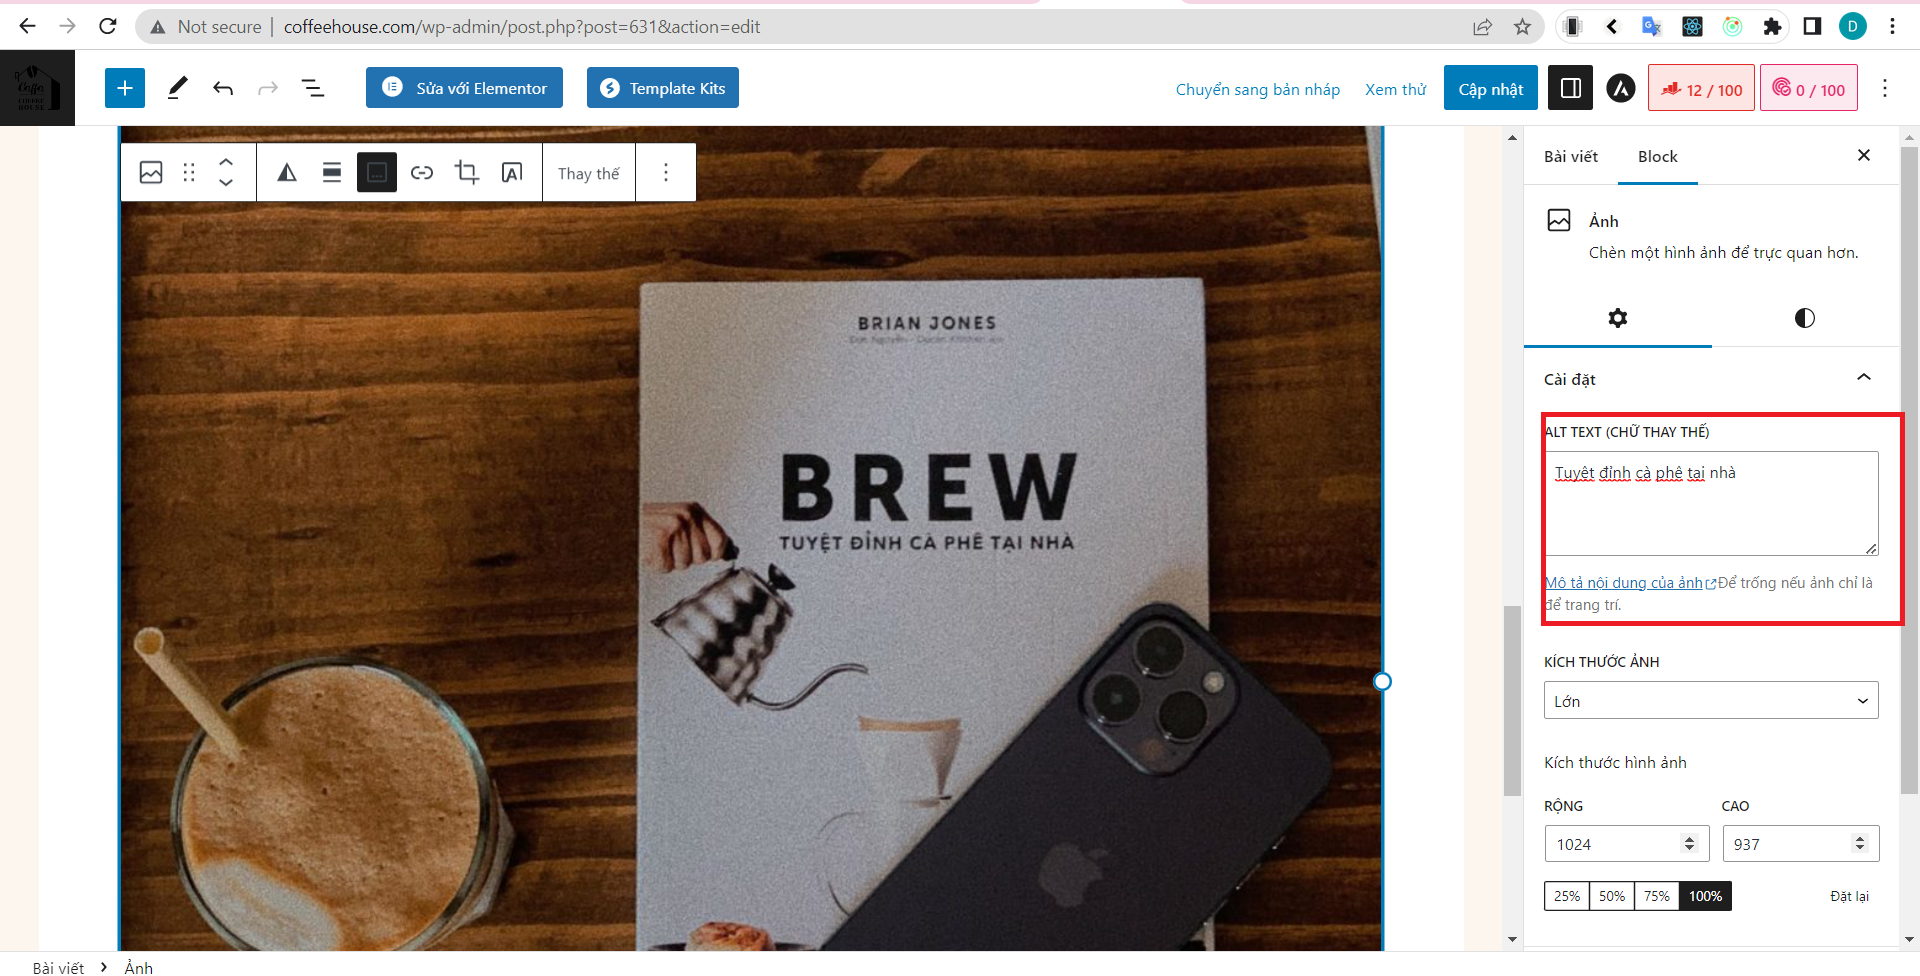 Not secure | coffeehouse.com/wp-admin/post.php?post=631&action=edit
D
Coffee
COFFEE
HOUSE
Sửa với Elementor
Template Kits
Chuyển sang bản nháp
Xem thử
Cập nhật
12 / 100
0 / 100
Thay thế
Bài viết
Block
Ảnh
Chèn một hình ảnh để trực quan hơn.
Cài đặt
ALT TEXT (CHỮ THAY THẾ)
Tuyệt đỉnh cà phê tại nhà
Mô tả nội dung của ảnh Để trống nếu ảnh chỉ là
để trang trí.
KÍCH THƯỚC ẢNH
Lớn
Kích thước hình ảnh
RỘNG
CAO
1024
937
25%
50%
75%
100%
Đặt lại
BRIAN JONES
BREW
TUYỆT ĐỈNH CÀ PHÊ TẠI NHÀ
Bài viết
Ảnh